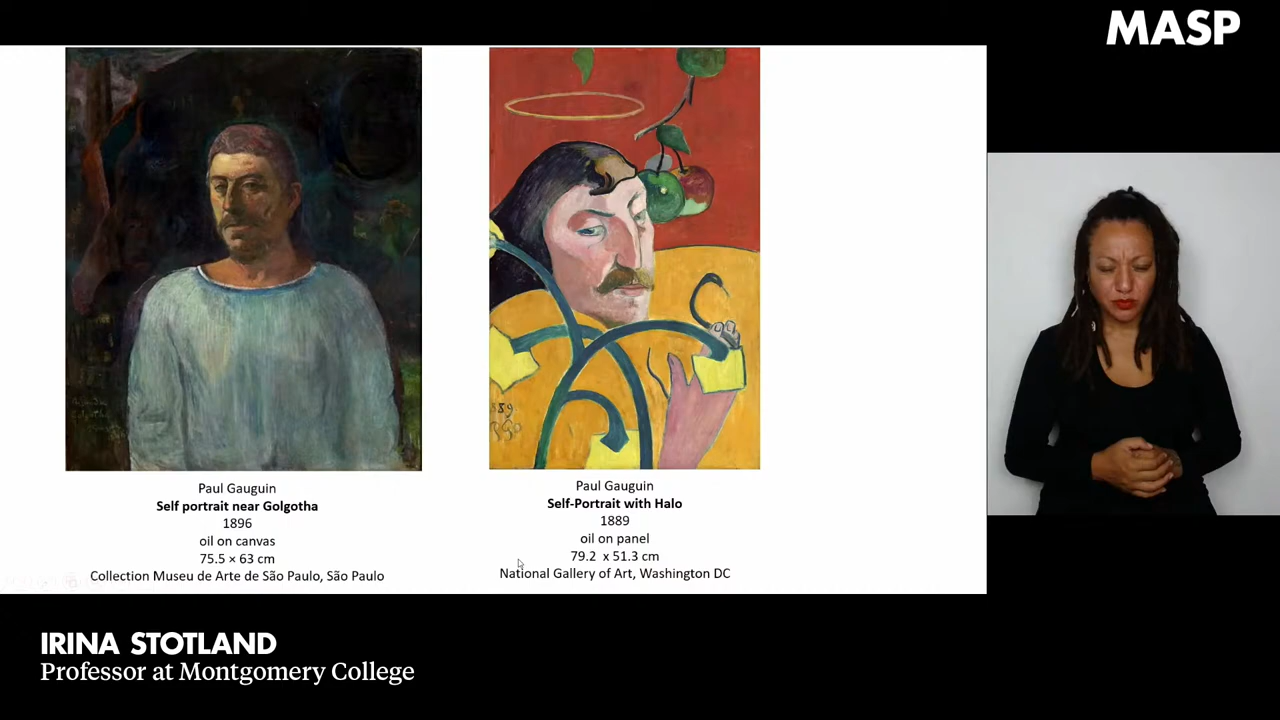 MASP
Paul Gauguin
Self portrait near Golgotha
1896
oil on canvas
75.5 × 63 cm
Collection Museu de Arte de São Paulo, São Paulo
Paul Gauguin
Self-Portrait with Halo
1889
oil on panel
79.2 x 51.3 cm
National Gallery of Art, Washington DC
IRINA STOTLAND
Professor at Montgomery College